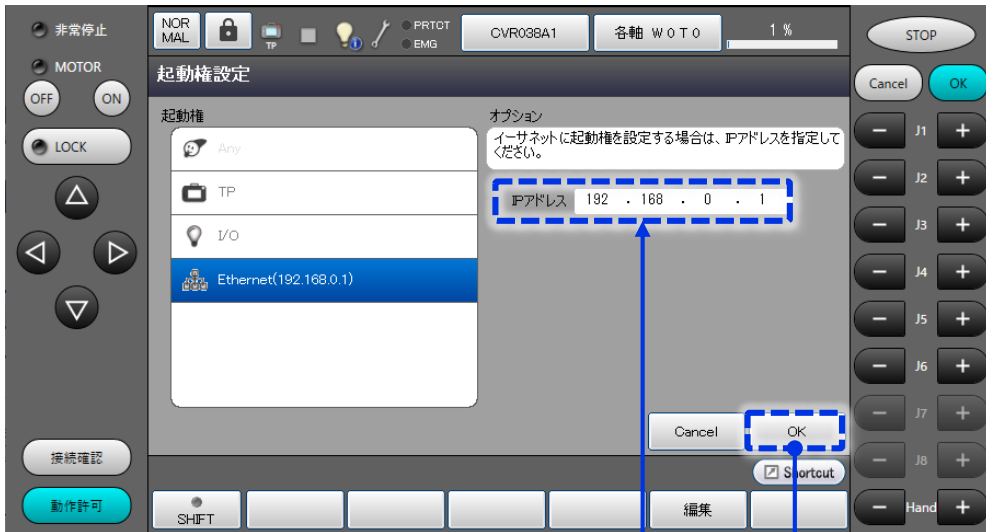 非常停止
MOTOR
OFF
ON
LOCK
接続確認
動作許可
NOR
MAL
TP
PRTCT
EMG
CVR038A1
各軸 W0T0
1 %
起動権設定
起動権
Any
TP
I/O
Ethernet(192.168.0.1)
オプション
イーサネットに起動権を設定する場合は、IPアドレスを指定して
ください。
IPアドレス 192 . 168 . 0 . 1
Cancel
OK
Shortcut
SHIFT
編集
STOP
Cancel
OK
− J1 +
− J2 +
− J3 +
− J4 +
− J5 +
− J6 +
− J7 +
− J8 +
− Hand +